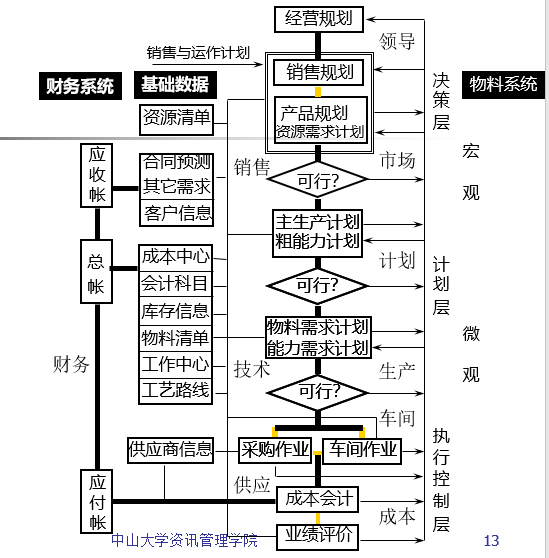 经营规划
领导
销售与运作计划
销售规划
财务系统
基础数据
决策层
物料系统
资源清单
产品规划
资源需求计划
宏观
应收帐
合同预测
其它需求
客户信息
销售
可行?
市场
主生产计划
粗能力计划
总帐
成本中心
会计科目
库存信息
物料清单
工作中心
工艺路线
计划
可行?
计划层
物料需求计划
能力需求计划
微观
财务
技术
可行?
生产
车间
供应商信息
采购作业
车间作业
执行控制层
应付帐
供应
成本会计
成本
中山大学资讯管理学院
业绩评价
13